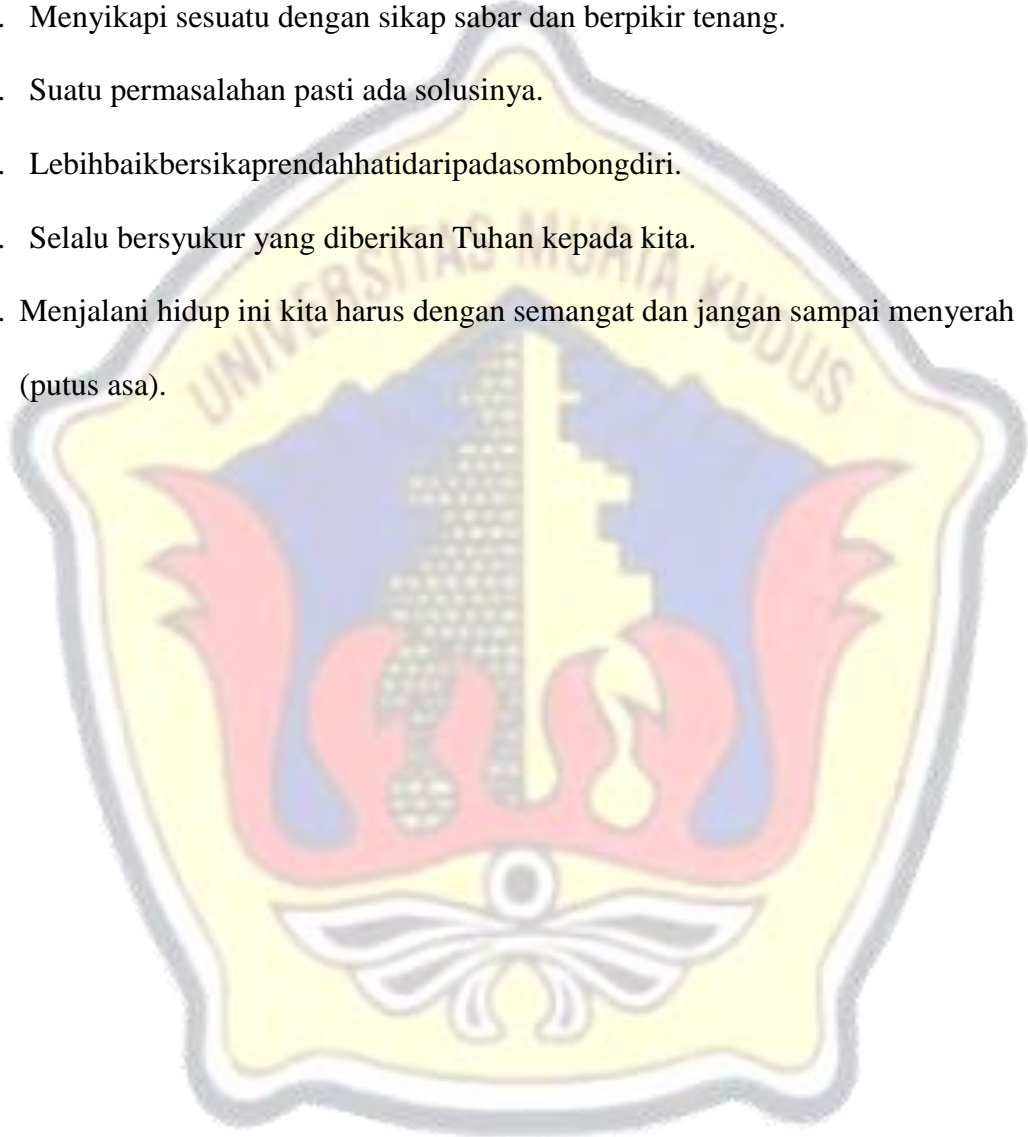 . Menyikapi sesuatu dengan sikap sabar dan berpikir tenang.
. Suatu permasalahan pasti ada solusinya.
. Lebihbaikbersikaprendahhatidaripadasombongdiri.
. Selalu bersyukur yang diberikan Tuhan kepada kita.
. Menjalani hidup ini kita harus dengan semangat dan jangan sampai menyerah
(putus asa).
UNIVERSITAS MURIA KUDUS